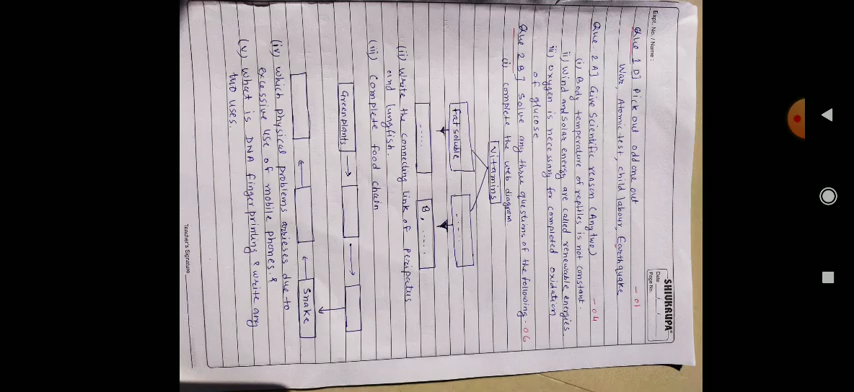 SHIVKRUPA
Expt. No. / Name :
Date / /
Page No.
Que 1 D] Pick out odd one out - 01
War, Atomic test, child labour, Earthquake
Que 2 A] Give Scientific reason (Any two) - 04
(i) Body temperature of reptiles is not constant.
ii) Wind and solar energy are called renewable energies.
iii) Oxygen is necessary for completed oxidation
of glucose
Que 2 B] Solve any three questions of the following - 06
(i) complete the web diagram.
Vitamins
fat soluble
B, ......
(ii) Write the connecting link of peripatus
and lungfish.
(iii) Complete food chain
Green plants
Snake
(iv) which physical problems arieses due to
excessive use of mobile phones ?
(v) What is DNA finger printing & write any
two uses
Teacher's Signature